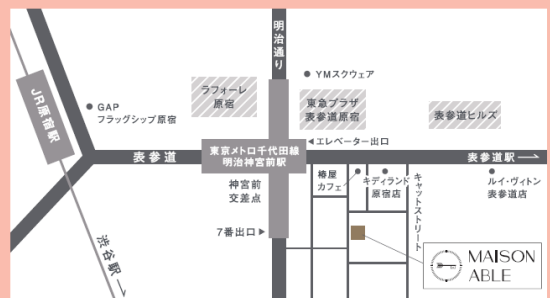 明治通り
YMスクウェア
JR原宿駅
GAP
フラッグシップ原宿
ラフォーレ
原宿
東急プラザ
表参道原宿
表参道ヒルズ
◀エレベーター出口
表参道
東京メトロ千代田線
明治神宮前駅
表参道駅→
神宮前
交差点
椿屋
カフェ
キディランド
原宿店
キャットストリート
ルイ・ヴィトン
表参道店
7番出口▶
渋谷駅→
MAISON
ABLE